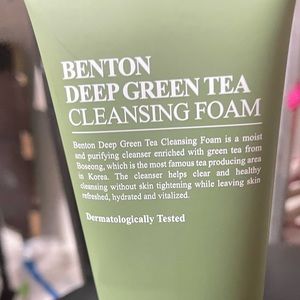 BENTON
DEEP GREEN TEA
CLEANSING FOAM
Benton Deep Green Tea Cleansing Foam is a moist
and purifying cleanser enriched with green tea from
Boseong, which is the most famous tea producing area
in Korea. The cleanser helps clear and healthy
cleansing without skin tightening while leaving skin
refreshed, hydrated and vitalized.
Dermatologically Tested